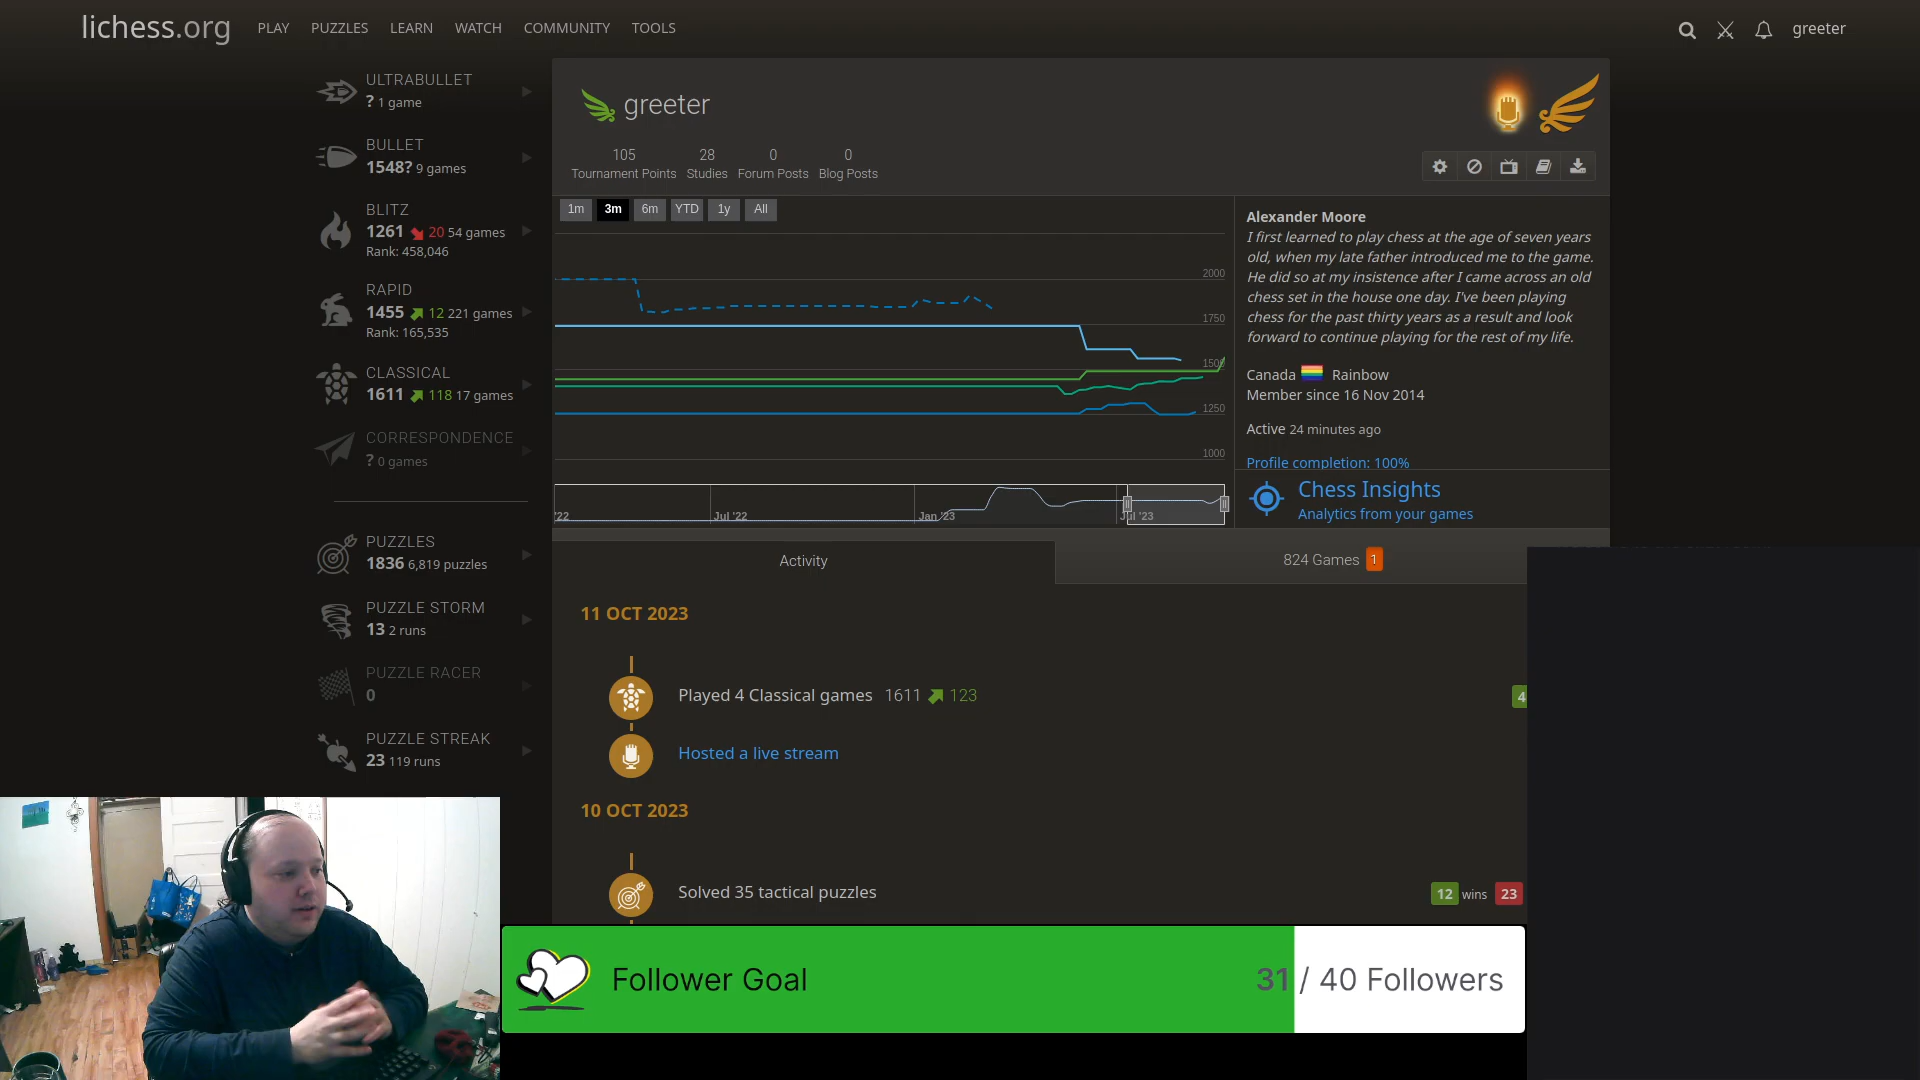 lichess.org
PLAY PUZZLES LEARN WATCH COMMUNITY TOOLS
greeter
ULTRABULLET
? 1 game
BULLET
1548? 9 games
BLITZ
1261 20 54 games
Rank: 458,046
RAPID
1455 12 221 games
Rank: 165,535
CLASSICAL
1611 118 17 games
CORRESPONDENCE
? 0 games
PUZZLES
1836 6,819 puzzles
PUZZLE STORM
13 2 runs
PUZZLE RACER
0
PUZZLE STREAK
23 119 runs
greeter
105 28 0 0
Tournament Points Studies Forum Posts Blog Posts
1m 3m 6m YTD 1y All
2000
1750
1500
1250
1000
'22 Jul '22 Jan '23 Jul '23
Alexander Moore
I first learned to play chess at the age of seven years
old, when my late father introduced me to the game.
He did so at my insistence after I came across an old
chess set in the house one day. I've been playing
chess for the past thirty years as a result and look
forward to continue playing for the rest of my life.
Canada Rainbow
Member since 16 Nov 2014
Active 24 minutes ago
Profile completion: 100%
Chess Insights
Analytics from your games
Activity
824 Games 1
11 OCT 2023
Played 4 Classical games 1611 123
4
Hosted a live stream
10 OCT 2023
Solved 35 tactical puzzles
12 wins 23
Follower Goal
31 / 40 Followers